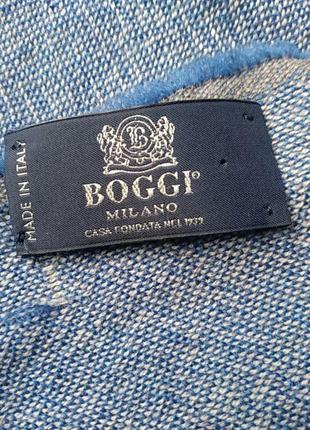 B
BOGGI
MILANO
CASA FONDATA NEL 1939
MADE IN ITALY